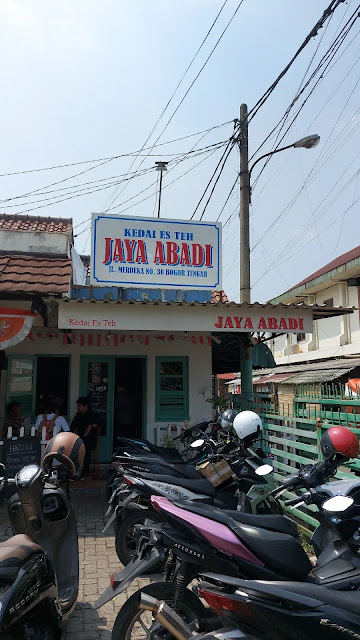 KEDAI ES TEH
JAYA ABADI
JL. MERDEKA NO. 30 BOGOR TENGAH
Kedai Es Teh
JAYA ABADI